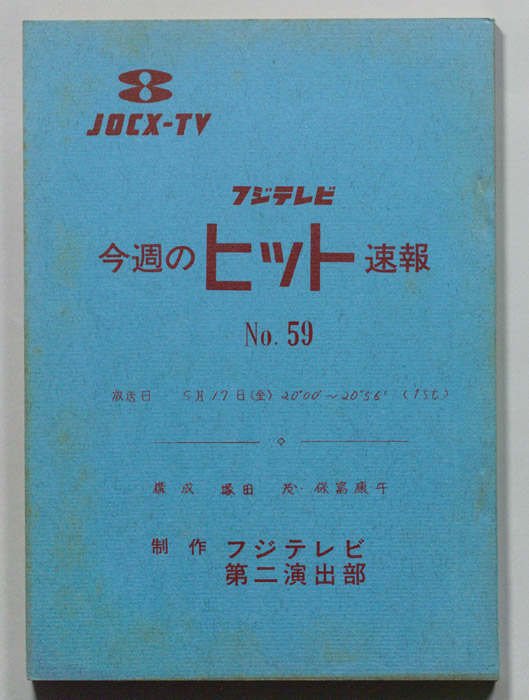 JOCX-TV
フジテレビ
今週のヒット速報
No. 59
放送日 5月17日(金) 20°00'~20°56' (1st)
構成 塚田 茂・保富康午
制作 フジテレビ
第二演出部